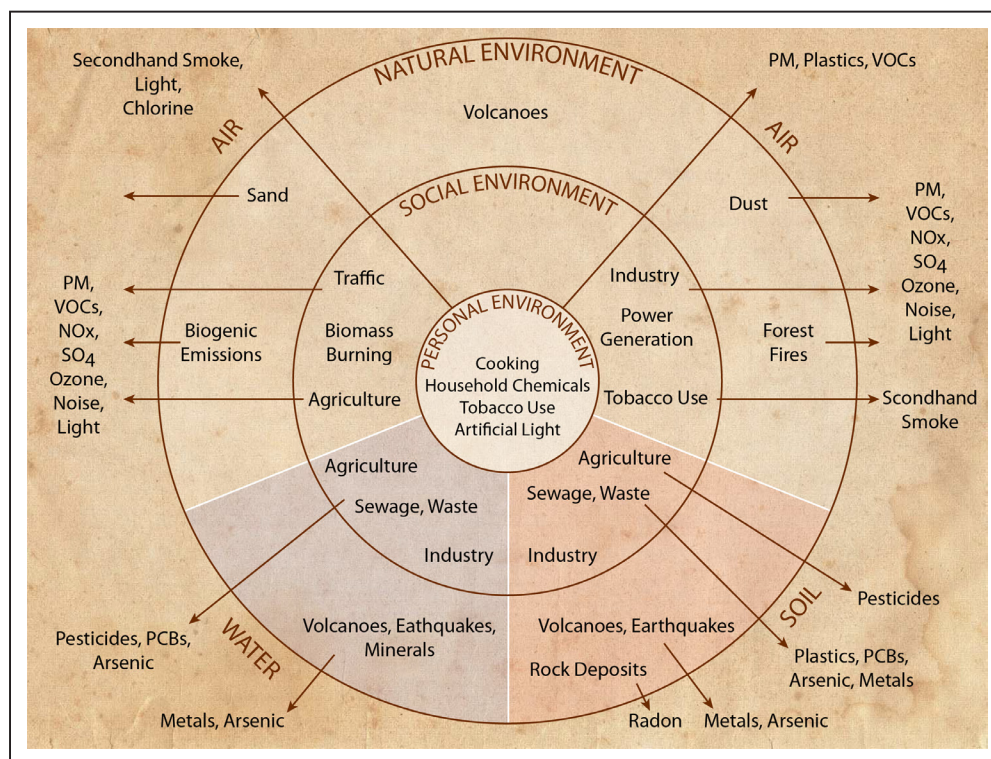 NATURAL ENVIRONMENT
Secondhand Smoke,
Light,
Chlorine
PM, Plastics, VOCs
Volcanoes
AIR
AIR
SOCIAL ENVIRONMENT
Sand
Dust
PM,
VOCs,
NOx,
SO4
Ozone,
Noise,
Light
Traffic
Industry
PM,
VOCs,
NOx,
SO4
Ozone,
Noise,
Light
Biogenic
Emissions
Biomass
Burning
Agriculture
PERSONAL ENVIRONMENT
Cooking
Household Chemicals
Tobacco Use
Artificial Light
Power
Generation
Forest
Fires
Tobacco Use
Scondhand
Smoke
Agriculture
Sewage, Waste
Industry
Agriculture
Sewage, Waste
Industry
Pesticides, PCBs,
Arsenic
WATER
Volcanoes, Eathquakes,
Minerals
Metals, Arsenic
Volcanoes, Earthquakes
Rock Deposits
SOIL
Pesticides
Plastics, PCBs,
Arsenic, Metals
Radon
Metals, Arsenic